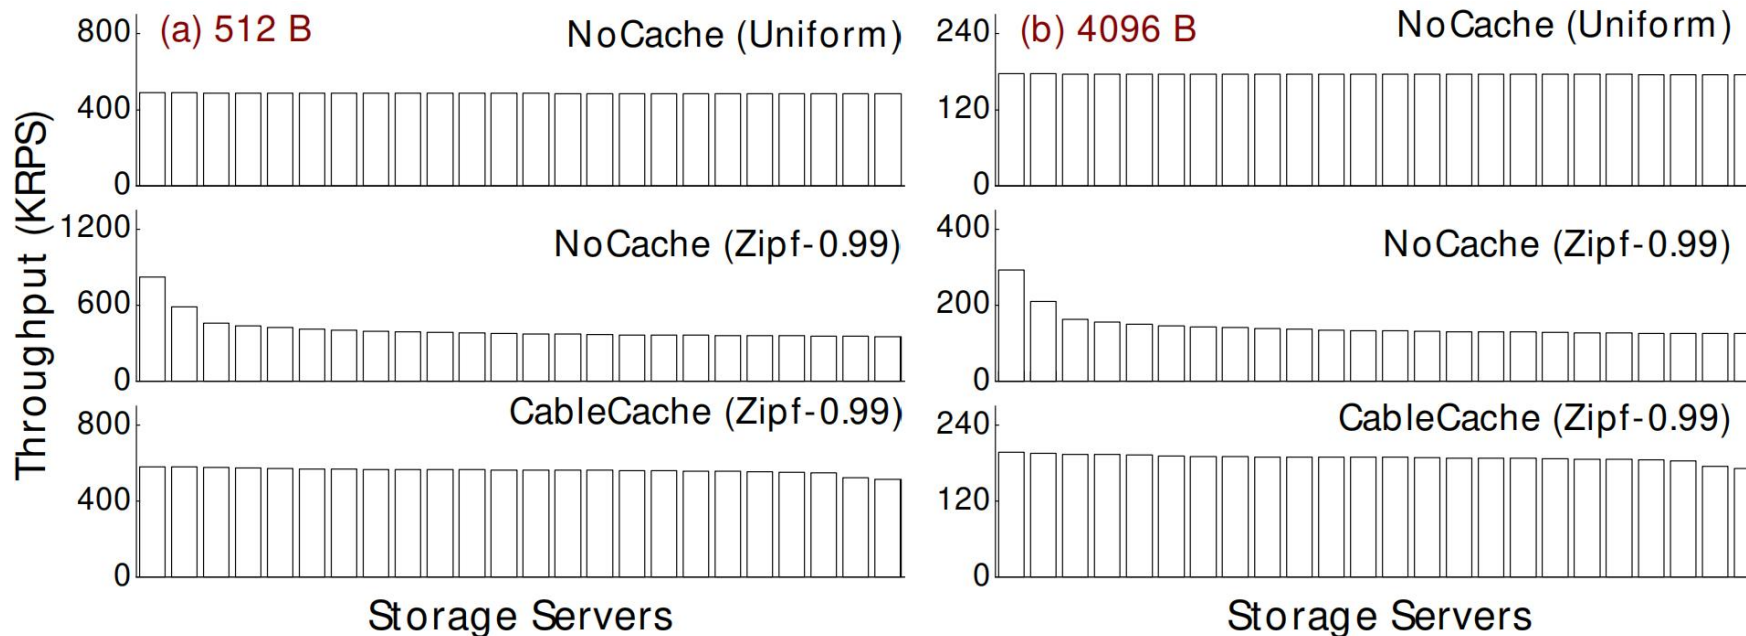 Throughput (KRPS)
(a) 512 B
NoCache (Uniform)
800
400
0
NoCache (Zipf-0.99)
1200
600
0
CableCache (Zipf-0.99)
800
400
0
Storage Servers
(b) 4096 B
NoCache (Uniform)
240
120
0
NoCache (Zipf-0.99)
400
200
0
CableCache (Zipf-0.99)
240
120
0
Storage Servers